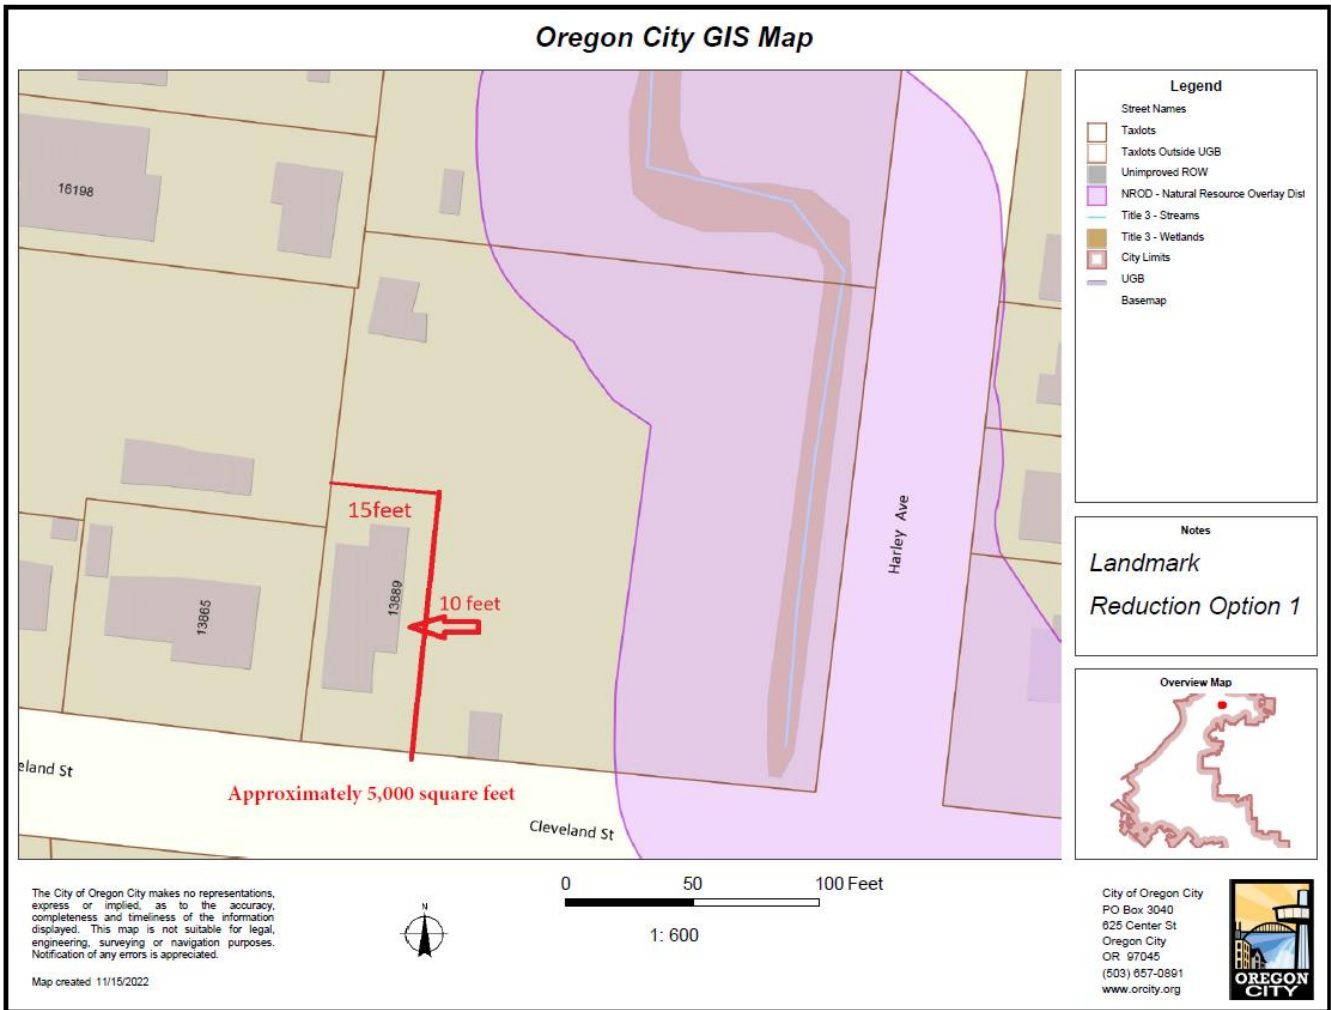 Oregon City GIS Map
16198
15feet
13889
10 feet
13865
Harley Ave
eland St
Approximately 5,000 square feet
Cleveland St
Legend
Street Names
Taxlots
Taxlots Outside UGB
Unimproved ROW
NROD - Natural Resource Overlay Dist
Title 3 - Streams
Title 3 - Wetlands
City Limits
UGB
Basemap
Notes
Landmark
Reduction Option 1
Overview Map
The City of Oregon City makes no representations,
express or implied, as to the accuracy,
completeness and timeliness of the information
displayed. This map is not suitable for legal,
engineering, surveying or navigation purposes.
Notification of any errors is appreciated.
Map created 11/15/2022
N
0 50 100 Feet
1: 600
City of Oregon City
PO Box 3040
625 Center St
Oregon City
OR 97045
(503) 657-0891
www.orcity.org
OREGON
CITY